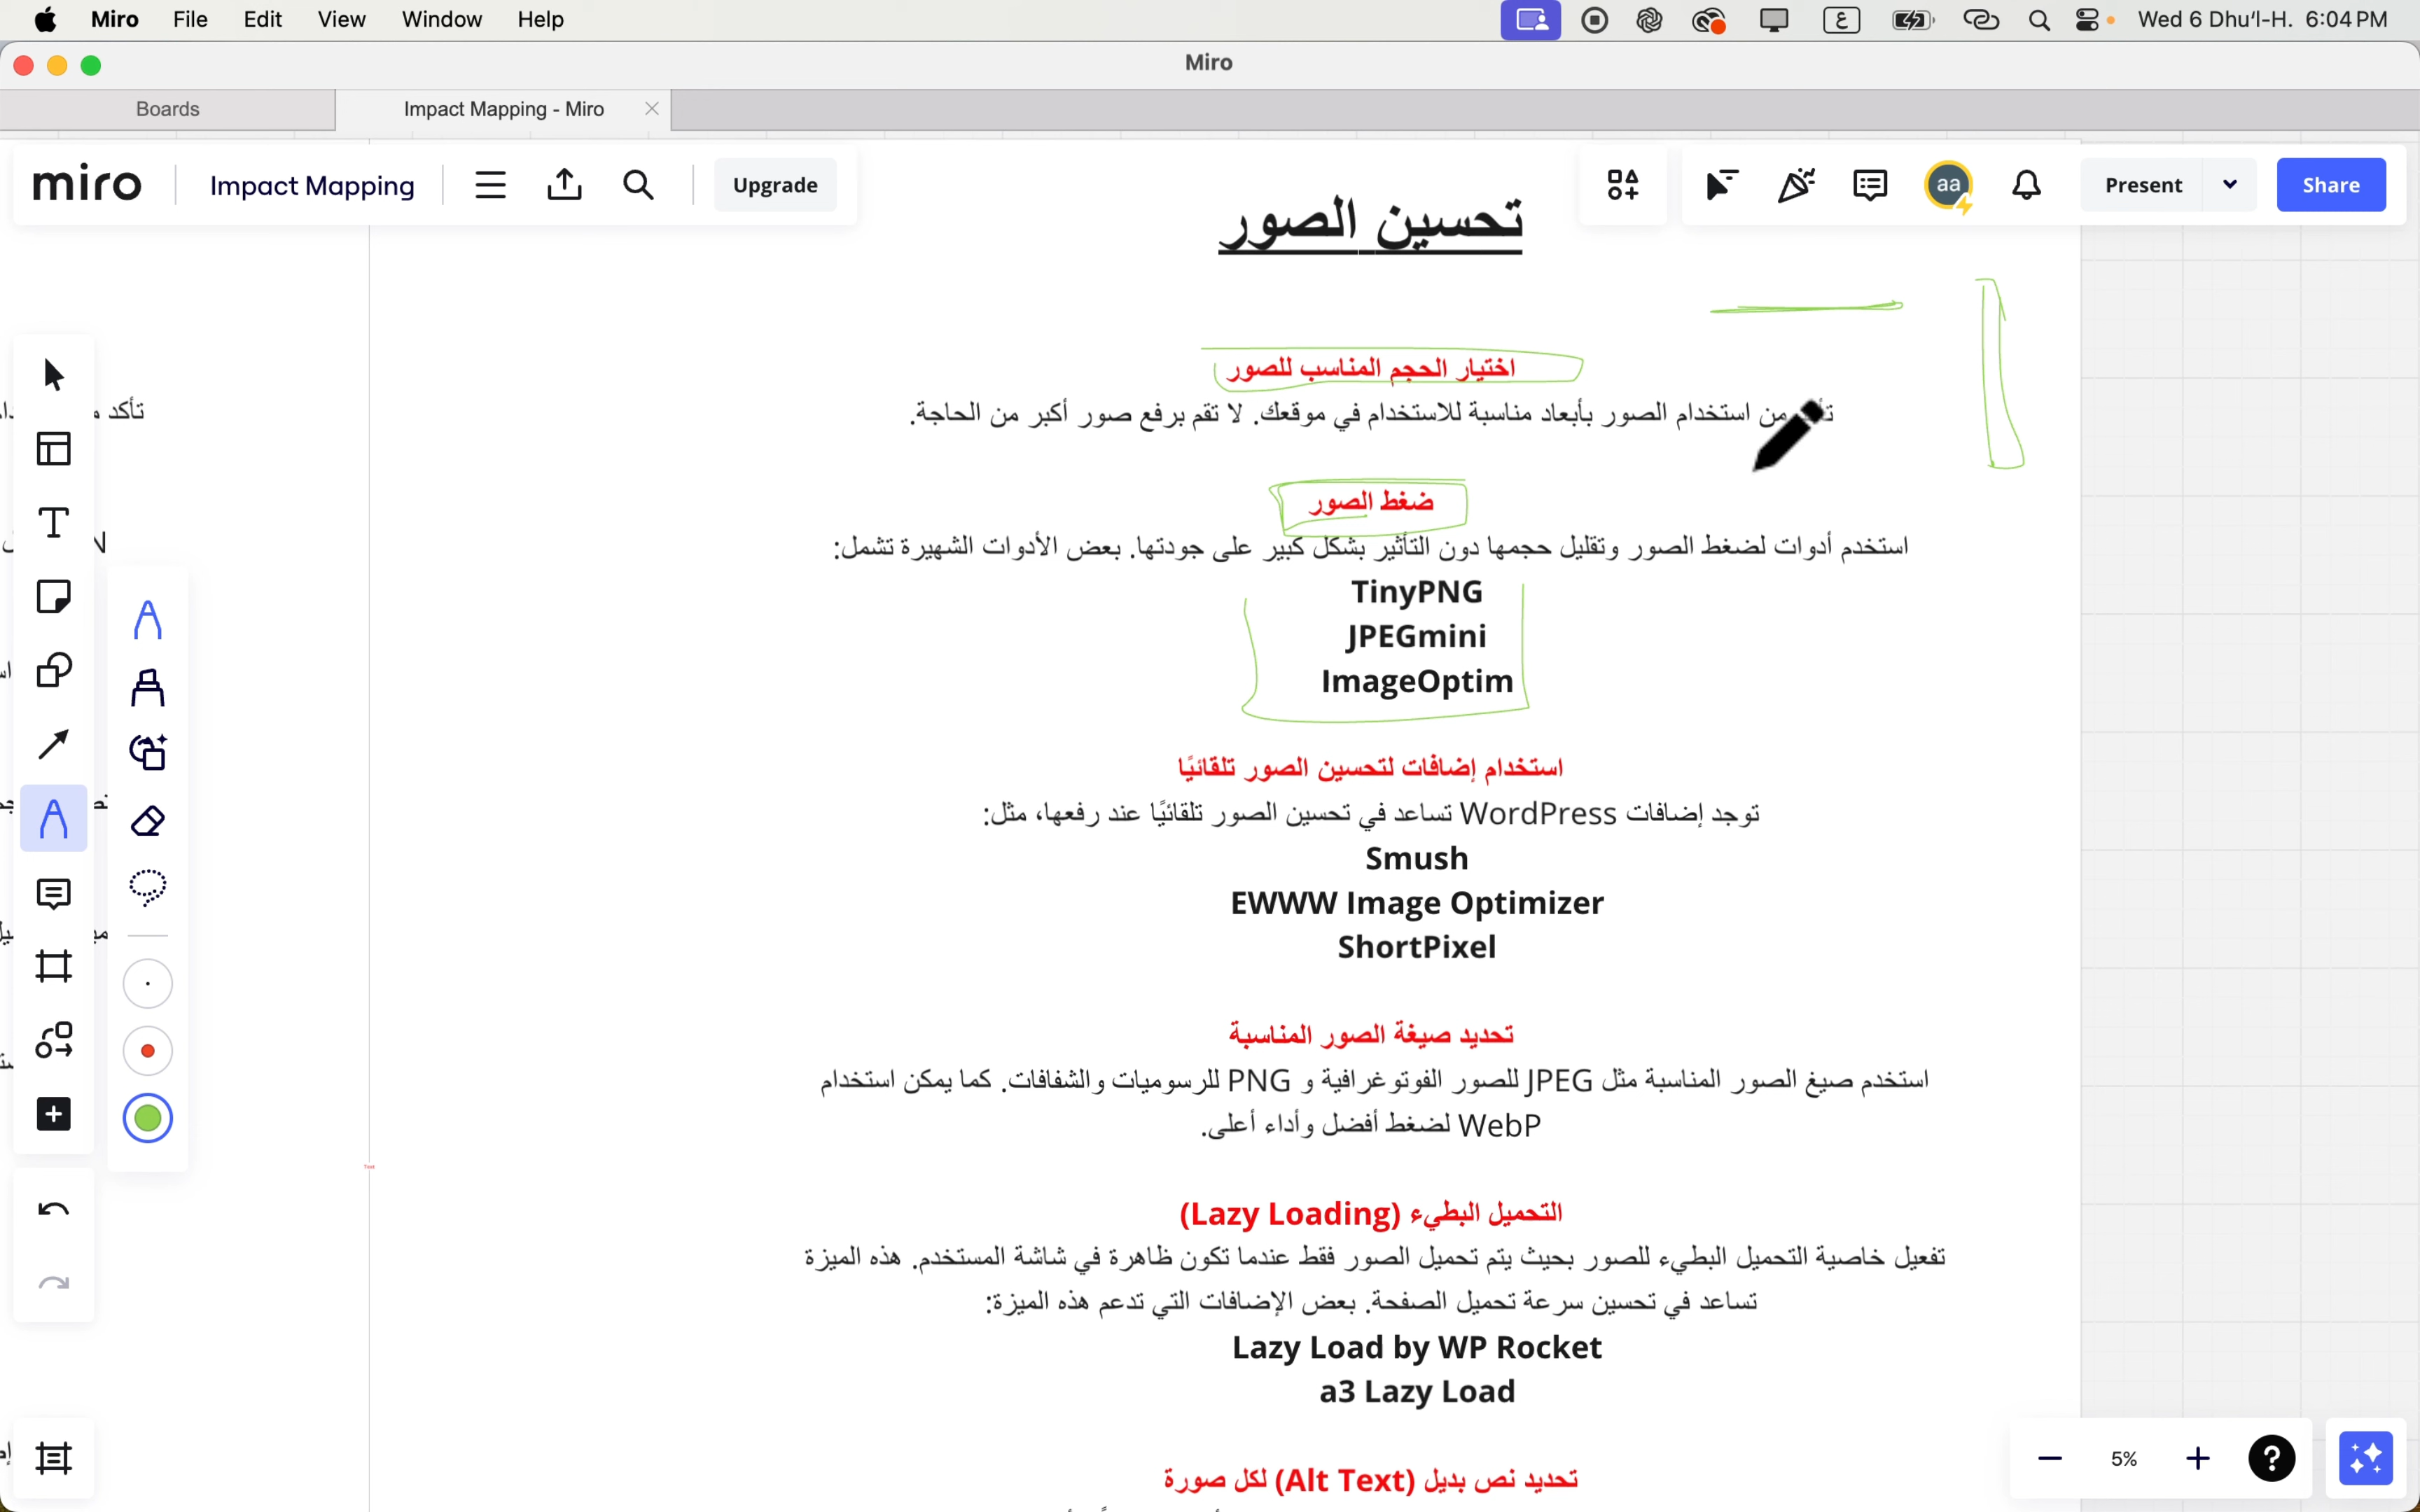 Miro File Edit View Window Help
Wed 6 Dhuʻl-H. 6:04 PM
Miro
Boards
Impact Mapping - Miro
miro
Impact Mapping
Upgrade
aa
Present
Share
تحسين الصور
اختيار الحجم المناسب للصور
من استخدام الصور بأبعاد مناسبة للاستخدام في موقعك. لا تقم برفع صور أكبر من الحاجة.
ضغط الصور
استخدم أدوات لضغط الصور وتقليل حجمها دون التأثير بشكل كبير على جودتها. بعض الأدوات الشهيرة تشمل:
TinyPNG
JPEGmini
ImageOptim
استخدام إضافات لتحسين الصور تلقائيًا
توجد إضافات WordPress تساعد في تحسين الصور تلقائيًا عند رفعها، مثل:
Smush
EWWW Image Optimizer
ShortPixel
تحديد صيغة الصور المناسبة
استخدم صيغ الصور المناسبة مثل JPEG للصور الفوتوغرافية و PNG للرسوميات والشفافات. كما يمكن استخدام
WebP لضغط أفضل وأداء أعلى.
التحميل البطيء (Lazy Loading)
تفعيل خاصية التحميل البطيء للصور بحيث يتم تحميل الصور فقط عندما تكون ظاهرة في شاشة المستخدم. هذه الميزة
تساعد في تحسين سرعة تحميل الصفحة. بعض الإضافات التي تدعم هذه الميزة:
Lazy Load by WP Rocket
a3 Lazy Load
تحديد نص بديل (Alt Text) لكل صورة
تأكد
5%